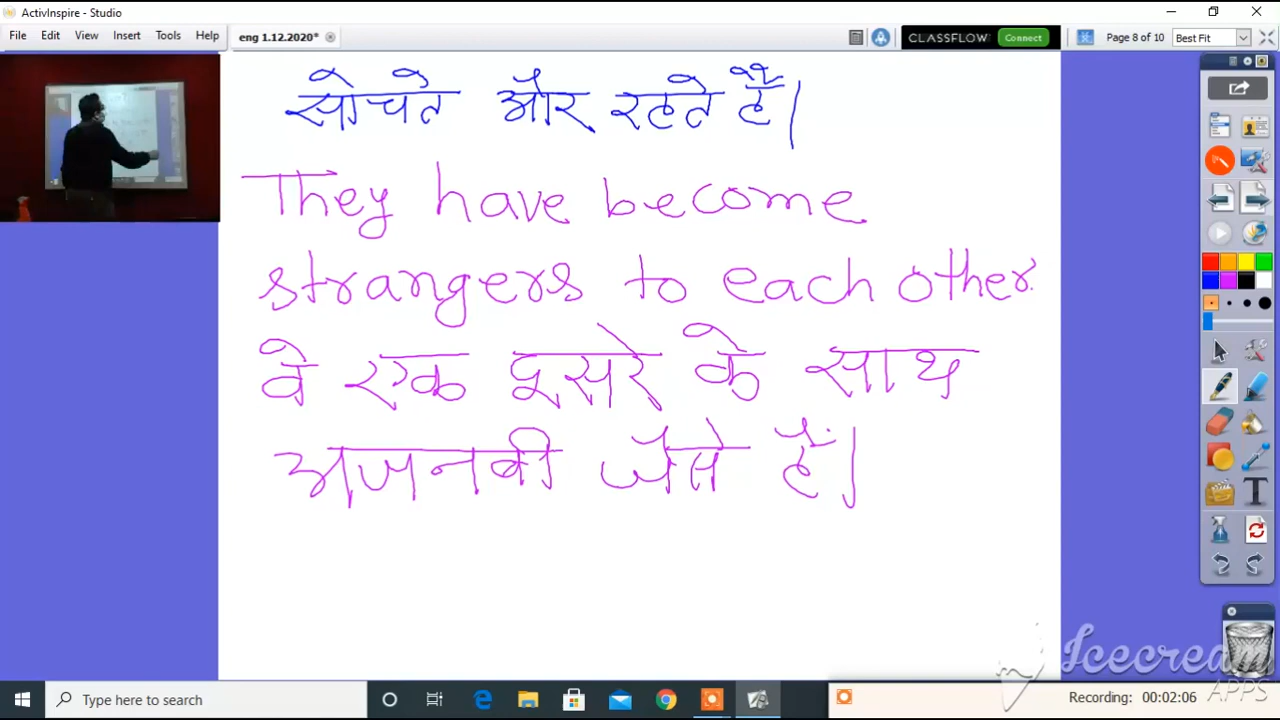 ActivInspire - Studio
File Edit View Insert Tools Help
eng 1.12.2020*
CLASSFLOW Connect
Page 8 of 10
Best Fit
सोचते और रहते हैं।
They have become
strangers to each other.
वे एक दूसरे के साथ
अजनबी जैसे हैं।
Icecream
APPS
Type here to search
Recording: 00:02:06